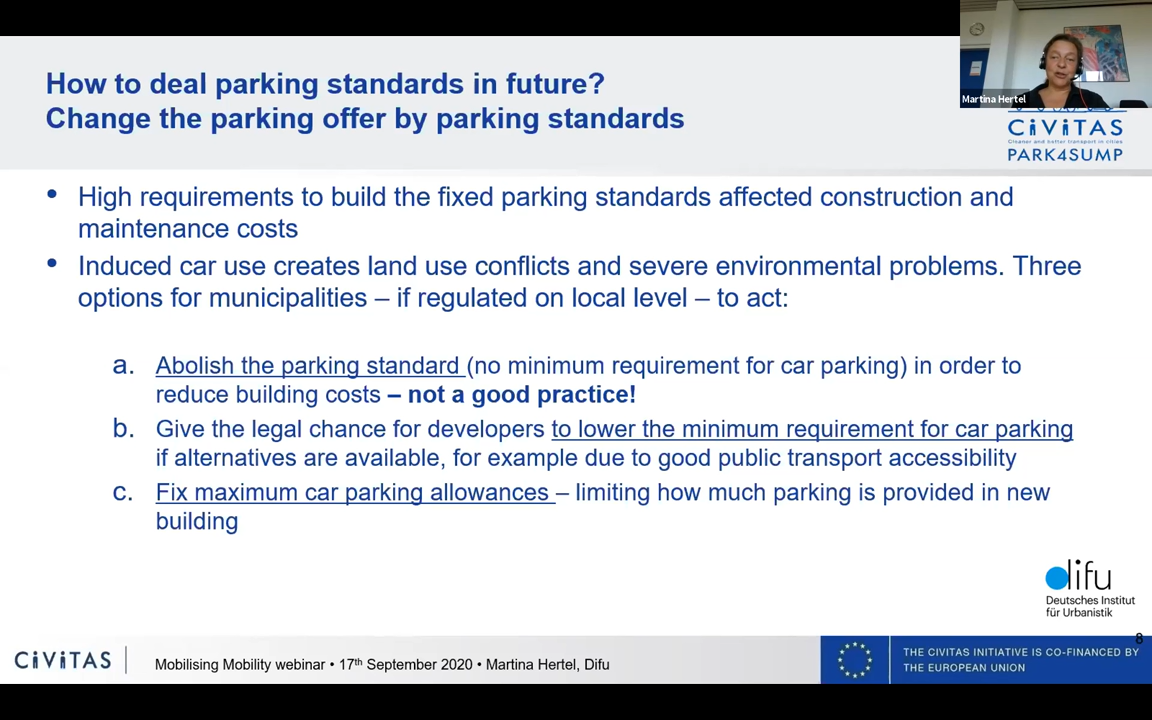 Martina Hertel
How to deal parking standards in future?
Change the parking offer by parking standards
CiViTAS
Cleaner and better transport in cities
PARK4SUMP
• High requirements to build the fixed parking standards affected construction and
maintenance costs
• Induced car use creates land use conflicts and severe environmental problems. Three
options for municipalities – if regulated on local level – to act:
a. Abolish the parking standard (no minimum requirement for car parking) in order to
reduce building costs – not a good practice!
b. Give the legal chance for developers to lower the minimum requirement for car parking
if alternatives are available, for example due to good public transport accessibility
c. Fix maximum car parking allowances – limiting how much parking is provided in new
building
difu
Deutsches Institut
für Urbanistik
8
CiViTAS
Mobilising Mobility webinar • 17th September 2020 • Martina Hertel, Difu
THE CIVITAS INITIATIVE IS CO-FINANCED BY
THE EUROPEAN UNION